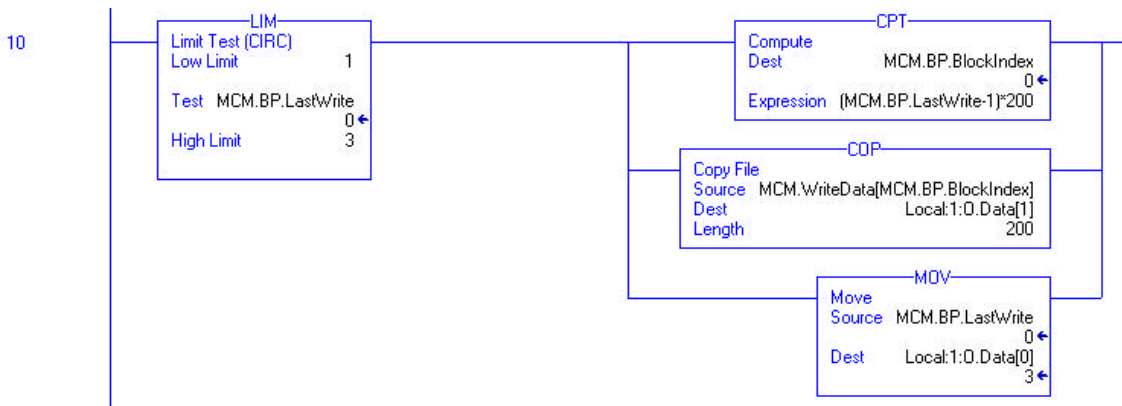 10
LIM
Limit Test (CIRC)
Low Limit 1
Test MCM.BP.LastWrite
0
High Limit 3
CPT
Compute
Dest MCM.BP.BlockIndex
0
Expression (MCM.BP.LastWrite-1)*200
COP
Copy File
Source MCM.WriteData[MCM.BP.BlockIndex]
Dest Local:1:O.Data[1]
Length 200
MOV
Move
Source MCM.BP.LastWrite
0
Dest Local:1:O.Data[0]
3